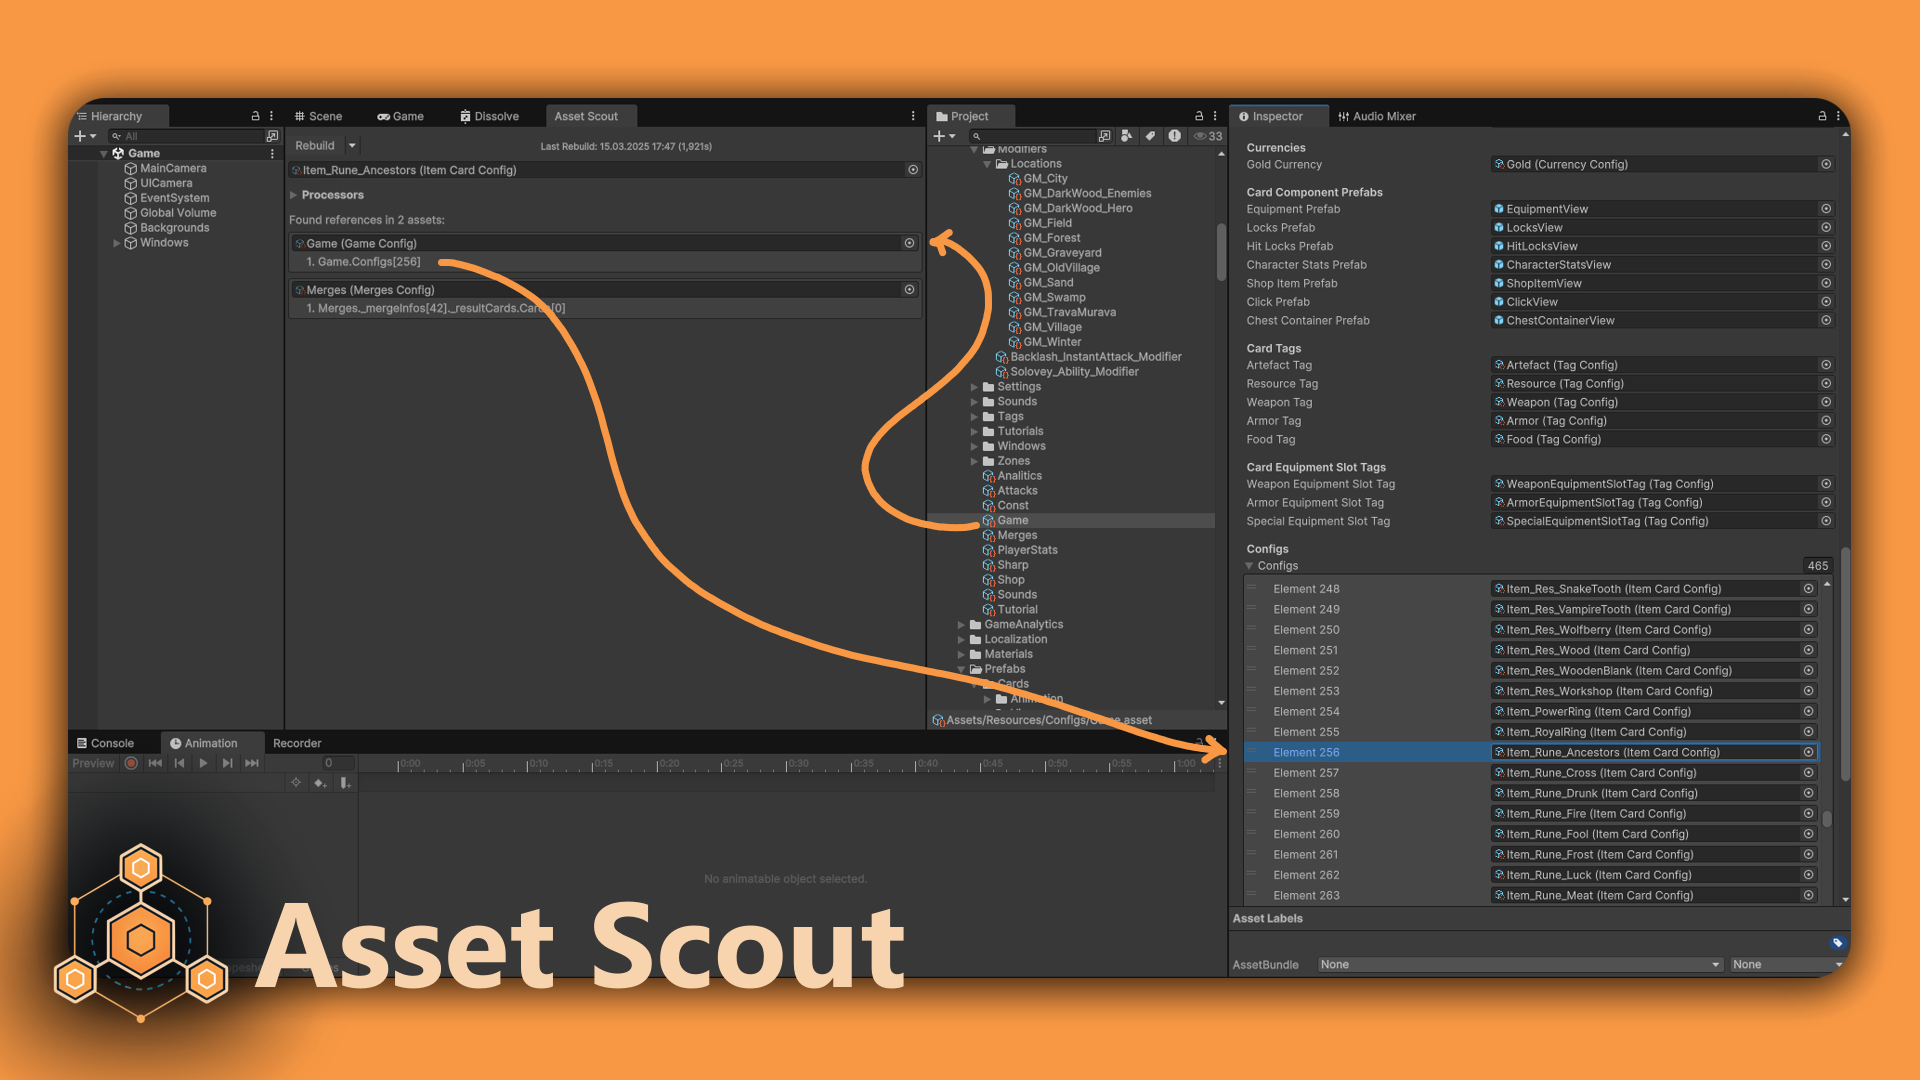 Hierarchy
All
Game
MainCamera
UICamera
EventSystem
Global Volume
Backgrounds
Windows
Scene
Game
Dissolve
Asset Scout
Rebuild
Last Rebuild: 15.03.2025 17:47 (1,921s)
Item_Rune_Ancestors (Item Card Config)
Processors
Found references in 2 assets:
Game (Game Config)
1. Game.Configs[256]
Merges (Merges Config)
1. Merges._mergeInfos[42]._resultCards.Cards[0]
Project
33
Modifiers
Locations
GM_City
GM_DarkWood_Enemies
GM_DarkWood_Hero
GM_Field
GM_Forest
GM_Graveyard
GM_OldVillage
GM_Sand
GM_Swamp
GM_TravaMurava
GM_Village
GM_Winter
Backlash_InstantAttack_Modifier
Solovey_Ability_Modifier
Settings
Sounds
Tags
Tutorials
Windows
Zones
Analitics
Attacks
Const
Game
Merges
PlayerStats
Sharp
Shop
Sounds
Tutorial
GameAnalytics
Localization
Materials
Prefabs
Cards
Animation
Assets/Resources/Configs/Game.asset
Inspector
Audio Mixer
Currencies
Gold Currency Gold (Currency Config)
Card Component Prefabs
Equipment Prefab EquipmentView
Locks Prefab LocksView
Hit Locks Prefab HitLocksView
Character Stats Prefab CharacterStatsView
Shop Item Prefab ShopItemView
Click Prefab ClickView
Chest Container Prefab ChestContainerView
Card Tags
Artefact Tag Artefact (Tag Config)
Resource Tag Resource (Tag Config)
Weapon Tag Weapon (Tag Config)
Armor Tag Armor (Tag Config)
Food Tag Food (Tag Config)
Card Equipment Slot Tags
Weapon Equipment Slot Tag WeaponEquipmentSlotTag (Tag Config)
Armor Equipment Slot Tag ArmorEquipmentSlotTag (Tag Config)
Special Equipment Slot Tag SpecialEquipmentSlotTag (Tag Config)
Configs
Configs 465
Element 248 Item_Res_SnakeTooth (Item Card Config)
Element 249 Item_Res_VampireTooth (Item Card Config)
Element 250 Item_Res_Wolfberry (Item Card Config)
Element 251 Item_Res_Wood (Item Card Config)
Element 252 Item_Res_WoodenBlank (Item Card Config)
Element 253 Item_Res_Workshop (Item Card Config)
Element 254 Item_PowerRing (Item Card Config)
Element 255 Item_RoyalRing (Item Card Config)
Element 256 Item_Rune_Ancestors (Item Card Config)
Element 257 Item_Rune_Cross (Item Card Config)
Element 258 Item_Rune_Drunk (Item Card Config)
Element 259 Item_Rune_Fire (Item Card Config)
Element 260 Item_Rune_Fool (Item Card Config)
Element 261 Item_Rune_Frost (Item Card Config)
Element 262 Item_Rune_Luck (Item Card Config)
Element 263 Item_Rune_Meat (Item Card Config)
Asset Labels
AssetBundle None None
Console
Animation
Recorder
Preview
0
0:00 0:05 0:10 0:15 0:20 0:25 0:30 0:35 0:40 0:45 0:50 0:55 1:00
No animatable object selected.
Asset Scout